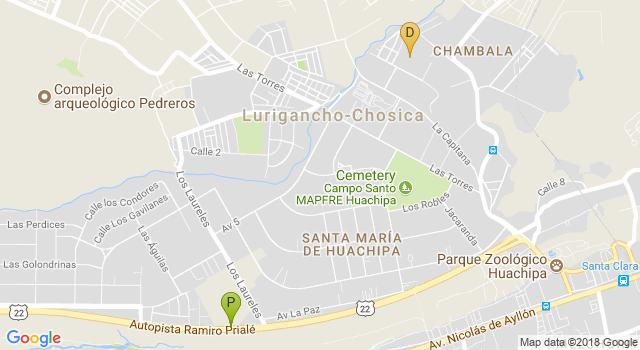 D
CHAMBALA
Las Torres
Complejo
arqueológico Pedreros
Lurigancho-Chosica
La Capitana
Calle 2
Las Torres
Cemetery
Campo Santo
MAPFRE Huachipa
Calle 8
Los Laureles
Calle los Condores
Calle Los Gavilanes
Los Robles
Jacaranda
Av 5
Las Perdices
Las Águilas
SANTA MARÍA
DE HUACHIPA
Parque Zoológico
Huachipa
Santa Clara
Las Golondrinas
Los Laureles
P
22
Av La Paz
22
22
Autopista Ramiro Prialé
Av. Nicolás de Ayllón
Google
Map data ©2018 Google